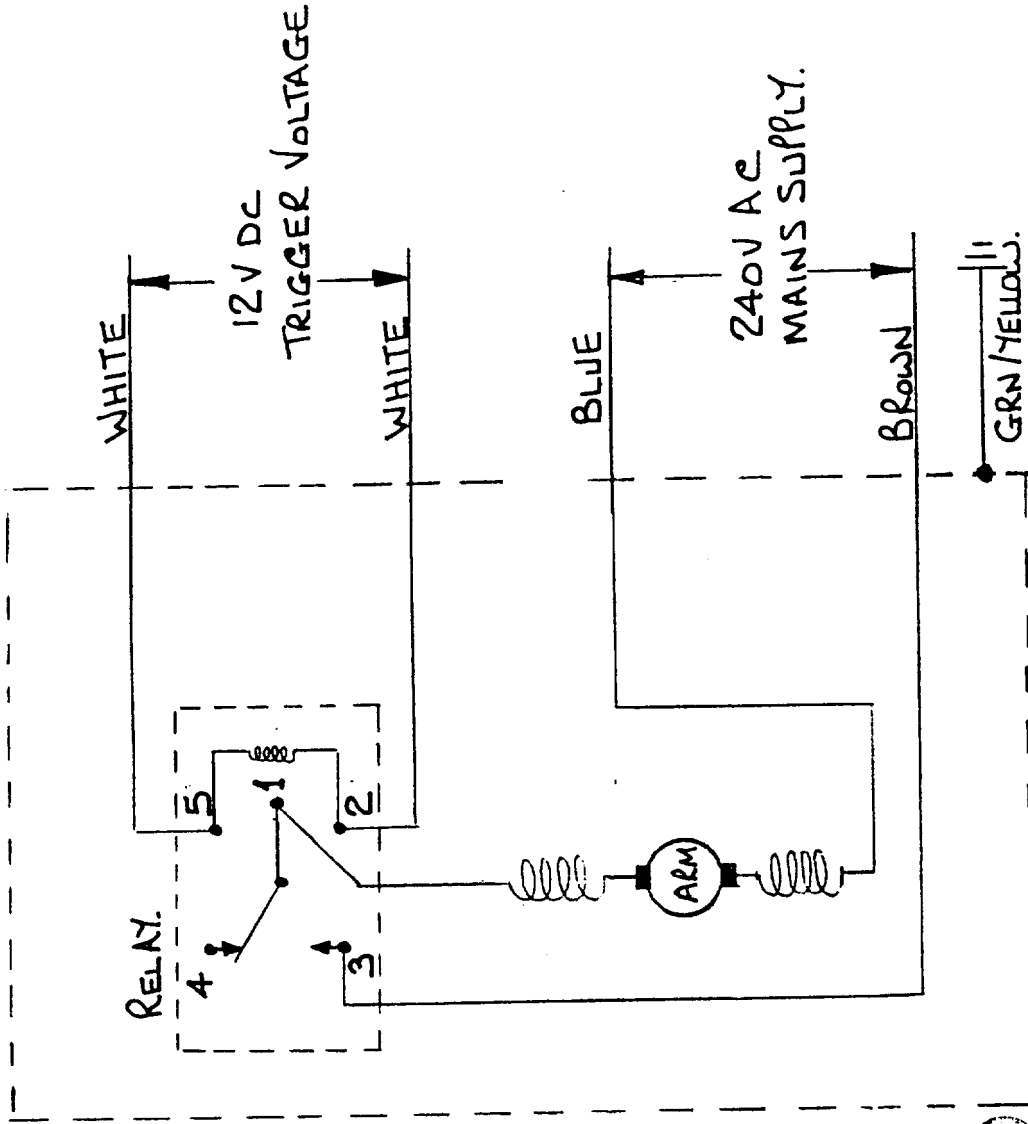 WHITE
12V DC
TRIGGER VOLTAGE
WHITE
BLUE
240V AC
MAINS SUPPLY.
BROWN
GRN/YELLOW.
RELAY.
5
1
2
4
3
ARM